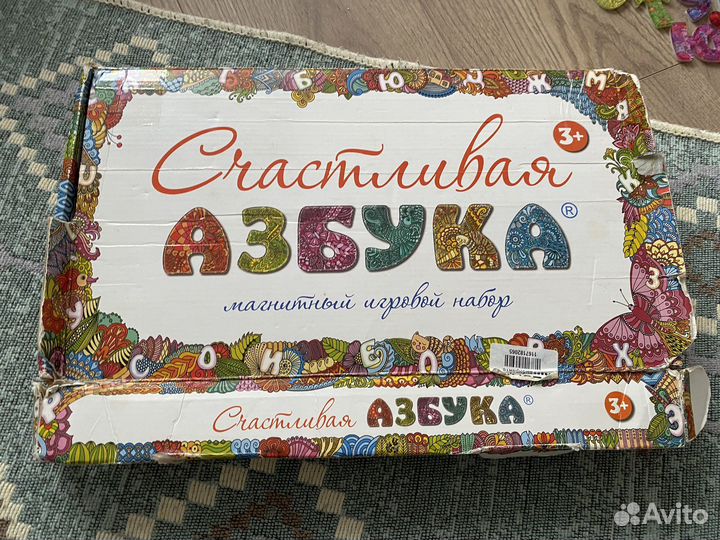 Счастливая
3+
АЗБУКА®
магнитный игровой набор
Счастливая АЗБУКА® 3+
Avito